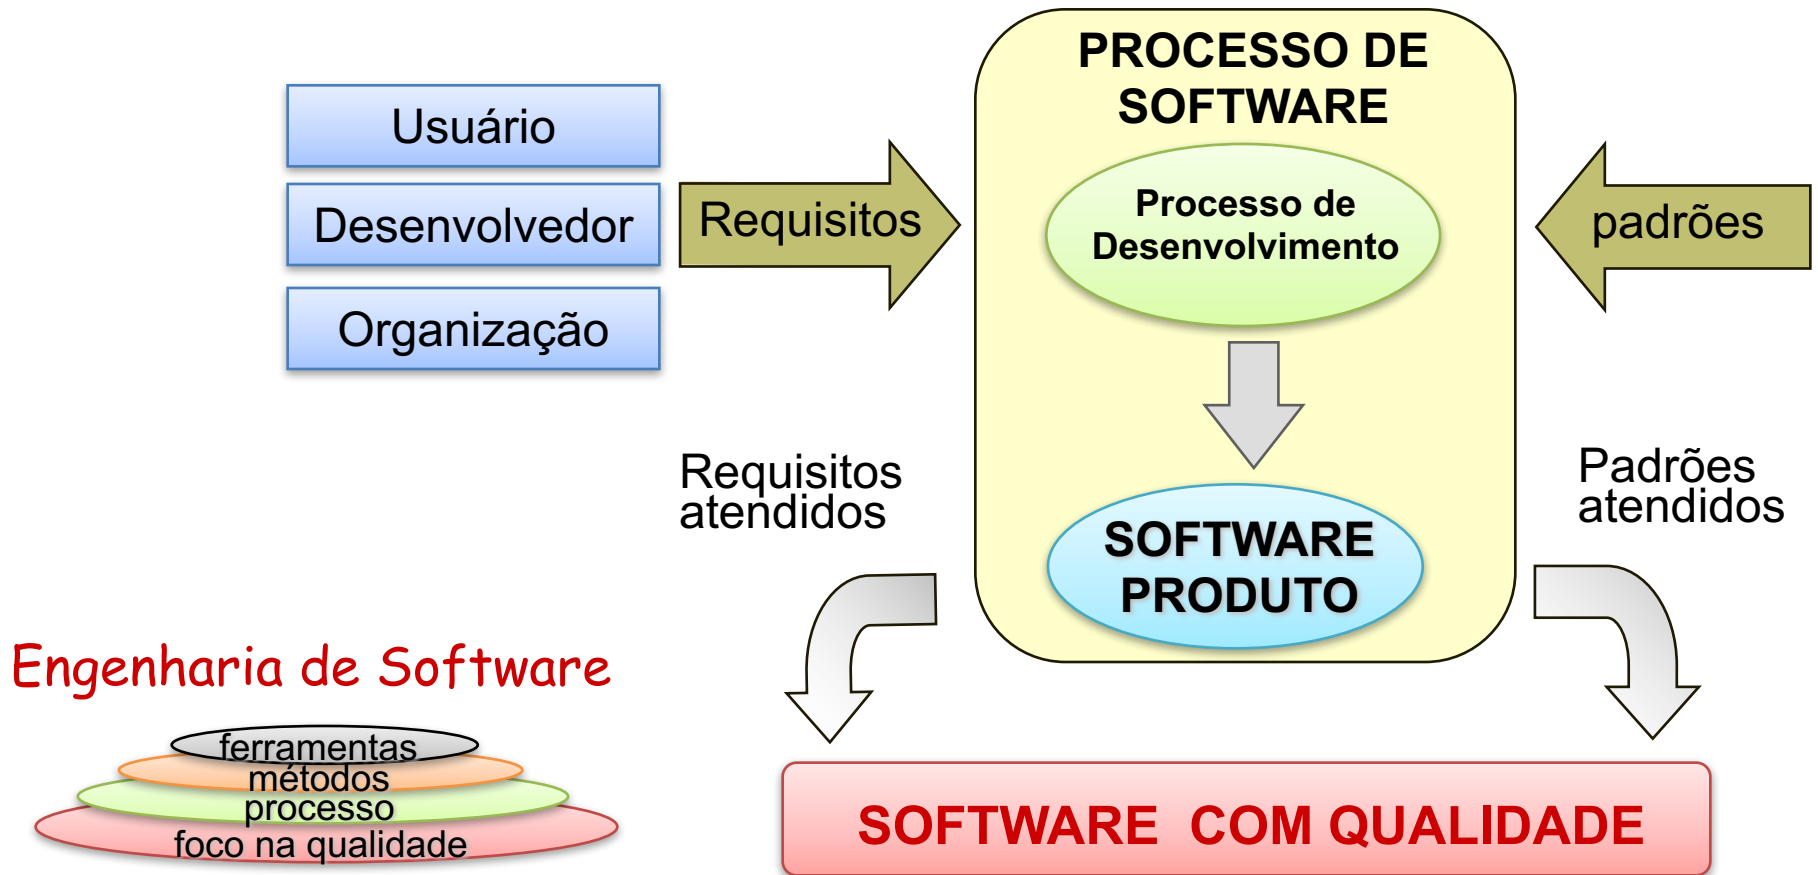 PROCESSO DE
SOFTWARE
Usuário
Desenvolvedor
Organização
Requisitos
Processo de
Desenvolvimento
padrões
Requisitos
atendidos
Padrões
atendidos
SOFTWARE
PRODUTO
Engenharia de Software
ferramentas
métodos
processo
foco na qualidade
SOFTWARE COM QUALIDADE